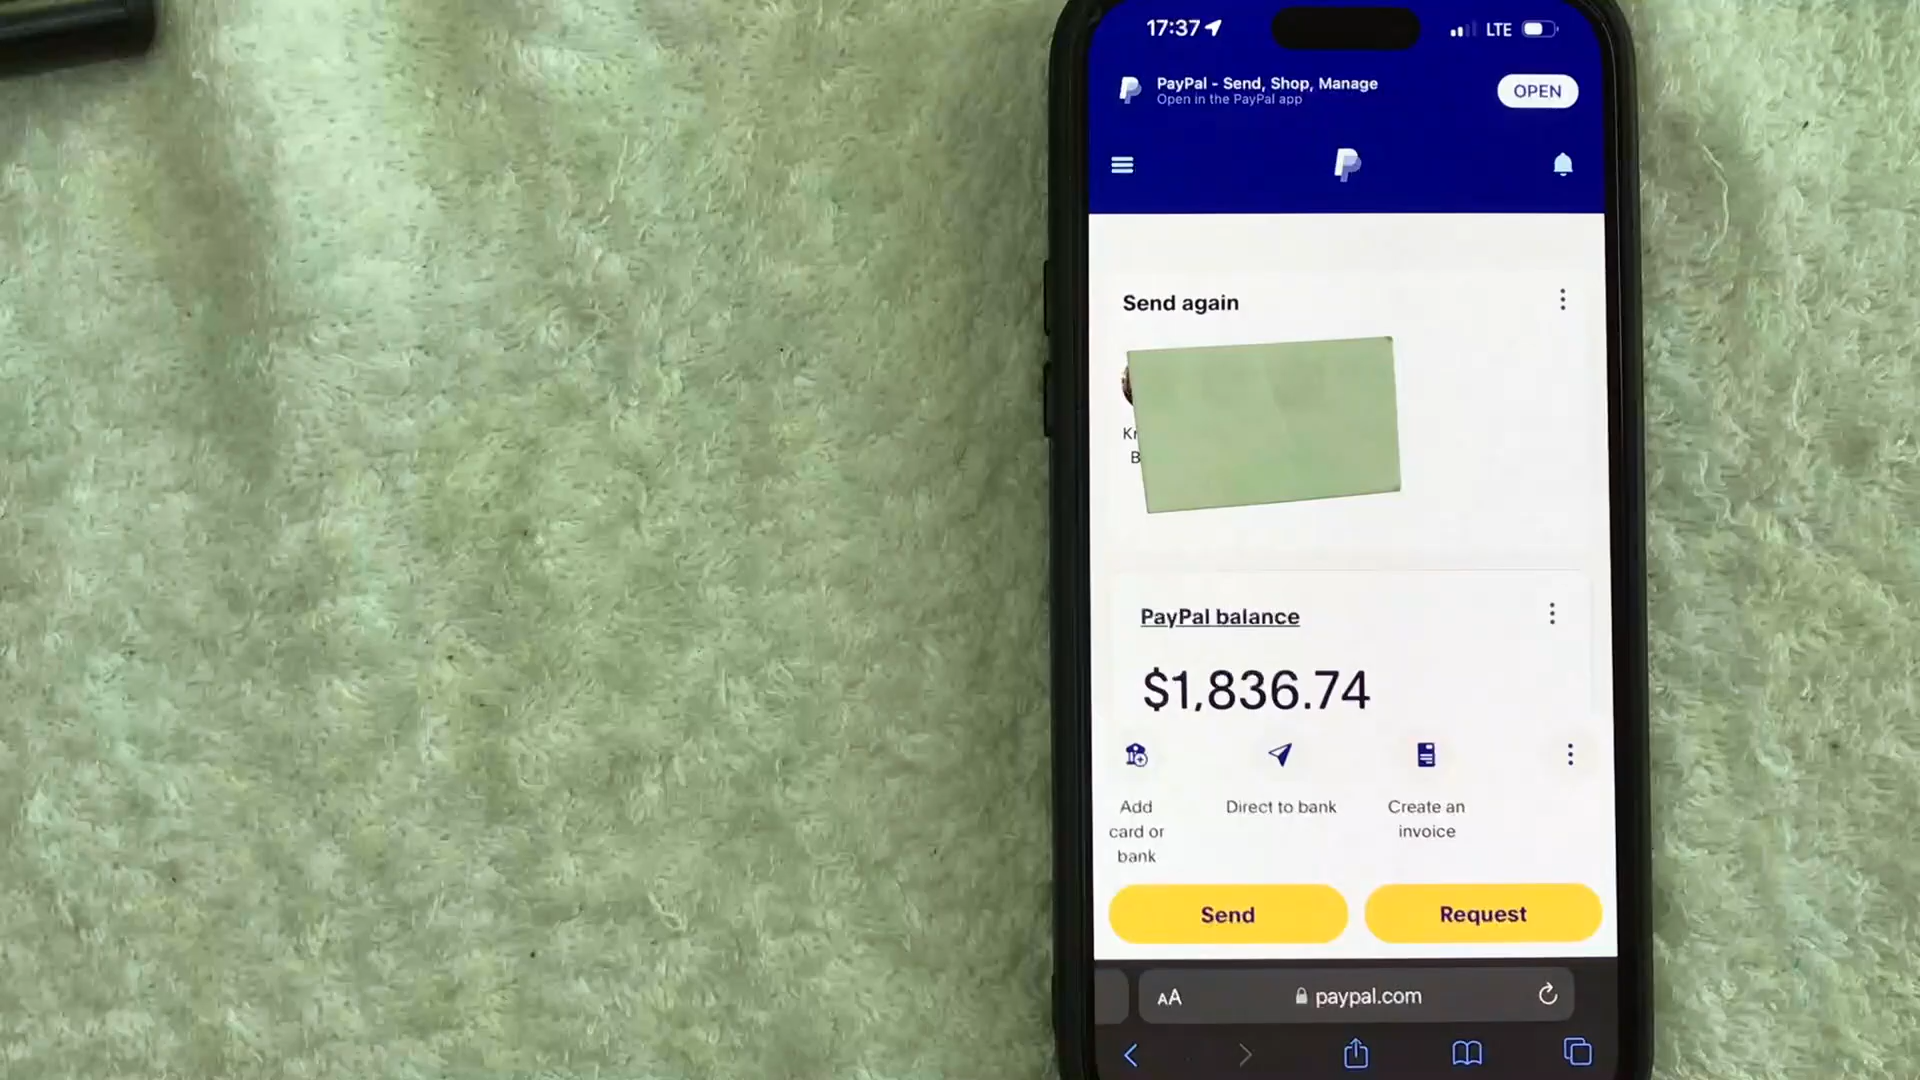 17:37
LTE
PayPal - Send, Shop, Manage
Open in the PayPal app
OPEN
Send again
Kr
B
PayPal balance
$1,836.74
Add
card or
bank
Direct to bank
Create an
invoice
Send
Request
AA
paypal.com